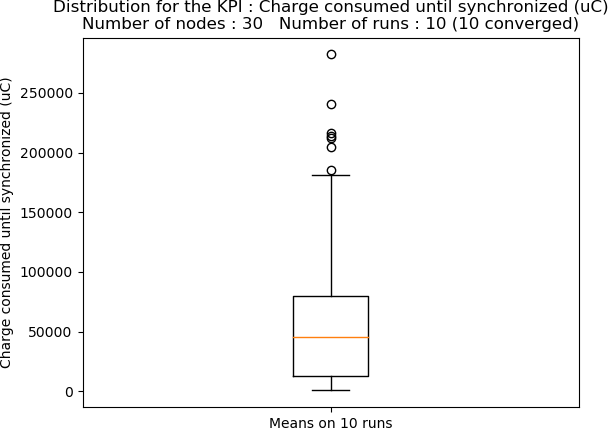 Distribution for the KPI : Charge consumed until synchronized (uC)
Number of nodes : 30   Number of runs : 10 (10 converged)
Charge consumed until synchronized (uC)
250000
200000
150000
100000
50000
0
Means on 10 runs